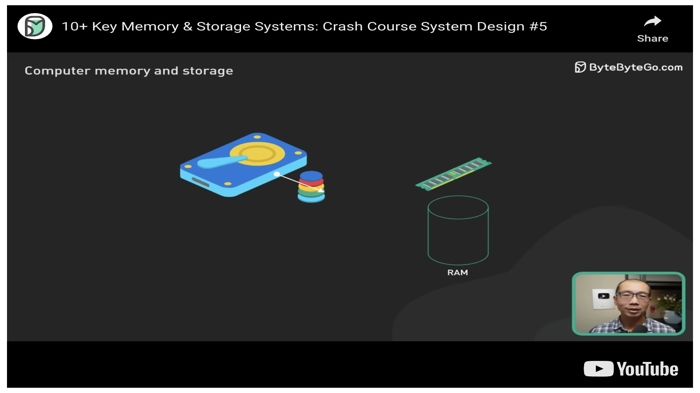 10+ Key Memory & Storage Systems: Crash Course System Design #5
Share
Computer memory and storage
ByteByteGo.com
RAM
YouTube